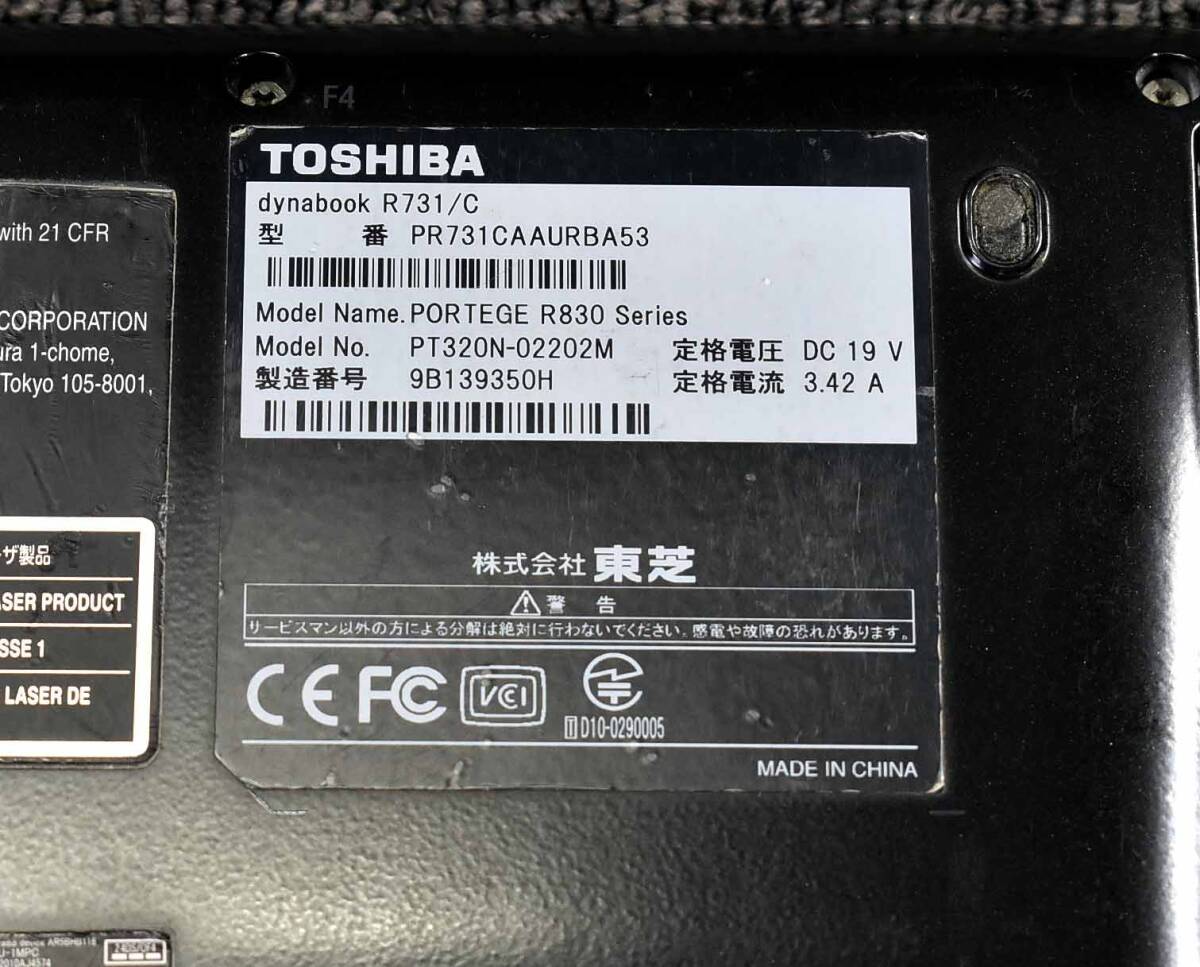 F4
TOSHIBA
dynabook R731/C
型 番 PR731CAAURBA53
Model Name. PORTEGE R830 Series
Model No. PT320N-02202M 定格電圧 DC 19 V
製造番号 9B139350H 定格電流 3.42 A
株式会社 東芝
⚠警 告
サービスマン以外の方による分解は絶対に行わないでください。感電や故障の恐れがあります。
CE FC VCI
T D10-0290005
MADE IN CHINA
with 21 CFR
CORPORATION
ura 1-chome,
Tokyo 105-8001,
ザ製品
ASER PRODUCT
SSE 1
LASER DE
device AR5BHB116
U-1MPC
2010AJ4574